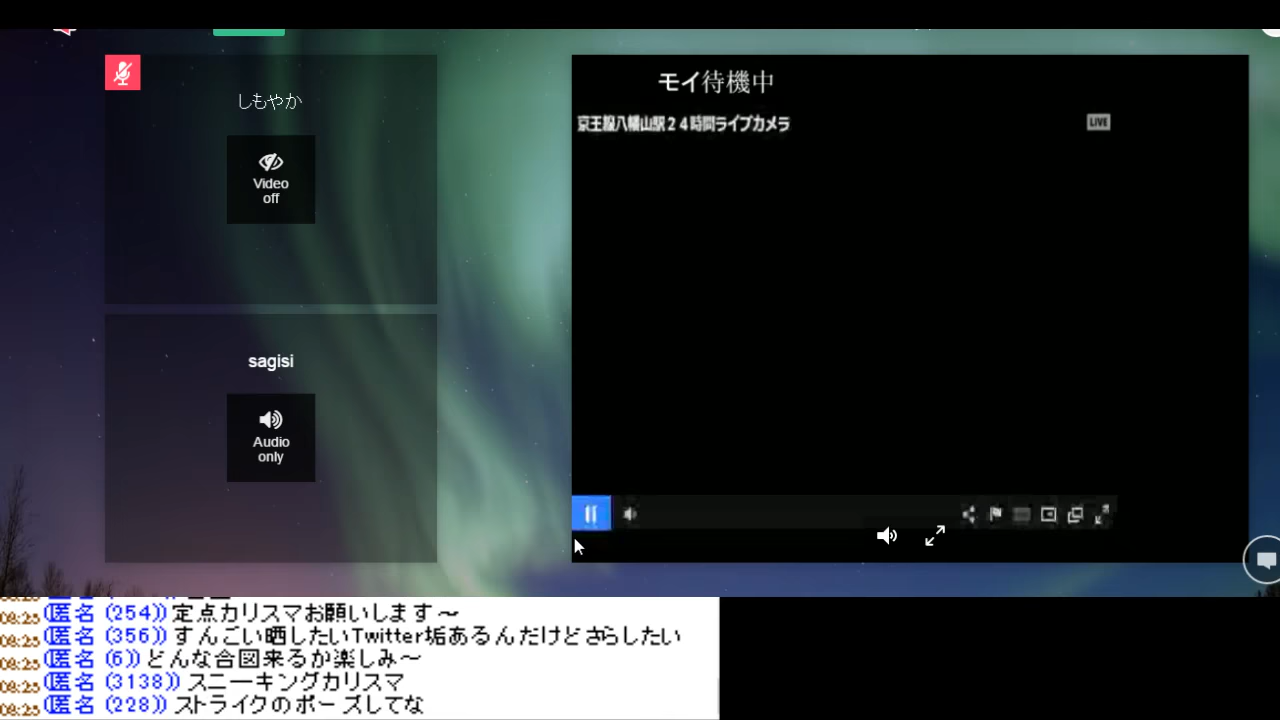 しもやか
Video
off
sagisi
Audio
only
モイ待機中
京王線八幡山駅２４時間ライブカメラ
LIVE
08:25 (匿名 (254)) 定点カリスマお願いします～
08:25 (匿名 (356)) すんごい晒したいTwitter垢あるんだけどさらしたい
08:25 (匿名 (6)) どんな合図来るか楽しみ～
08:25 (匿名 (3138)) スニーキングカリスマ
08:25 (匿名 (228)) ストライクのポーズしてな